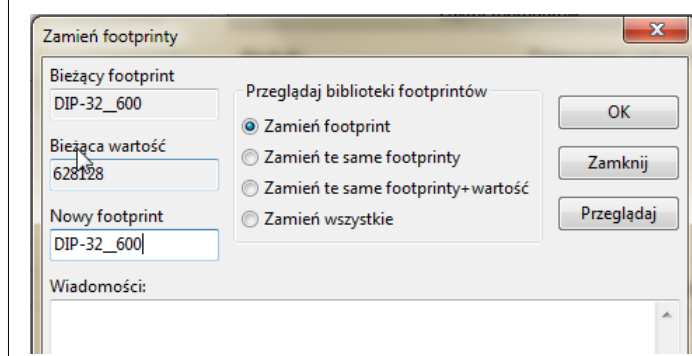 Zamień footprinty
Bieżący footprint
DIP-32__600
Bieżąca wartość
628128
Nowy footprint
DIP-32__600
Przeglądaj biblioteki footprintów
Zamień footprint
Zamień te same footprinty
Zamień te same footprinty+wartość
Zamień wszystkie
OK
Zamknij
Przeglądaj
Wiadomości: